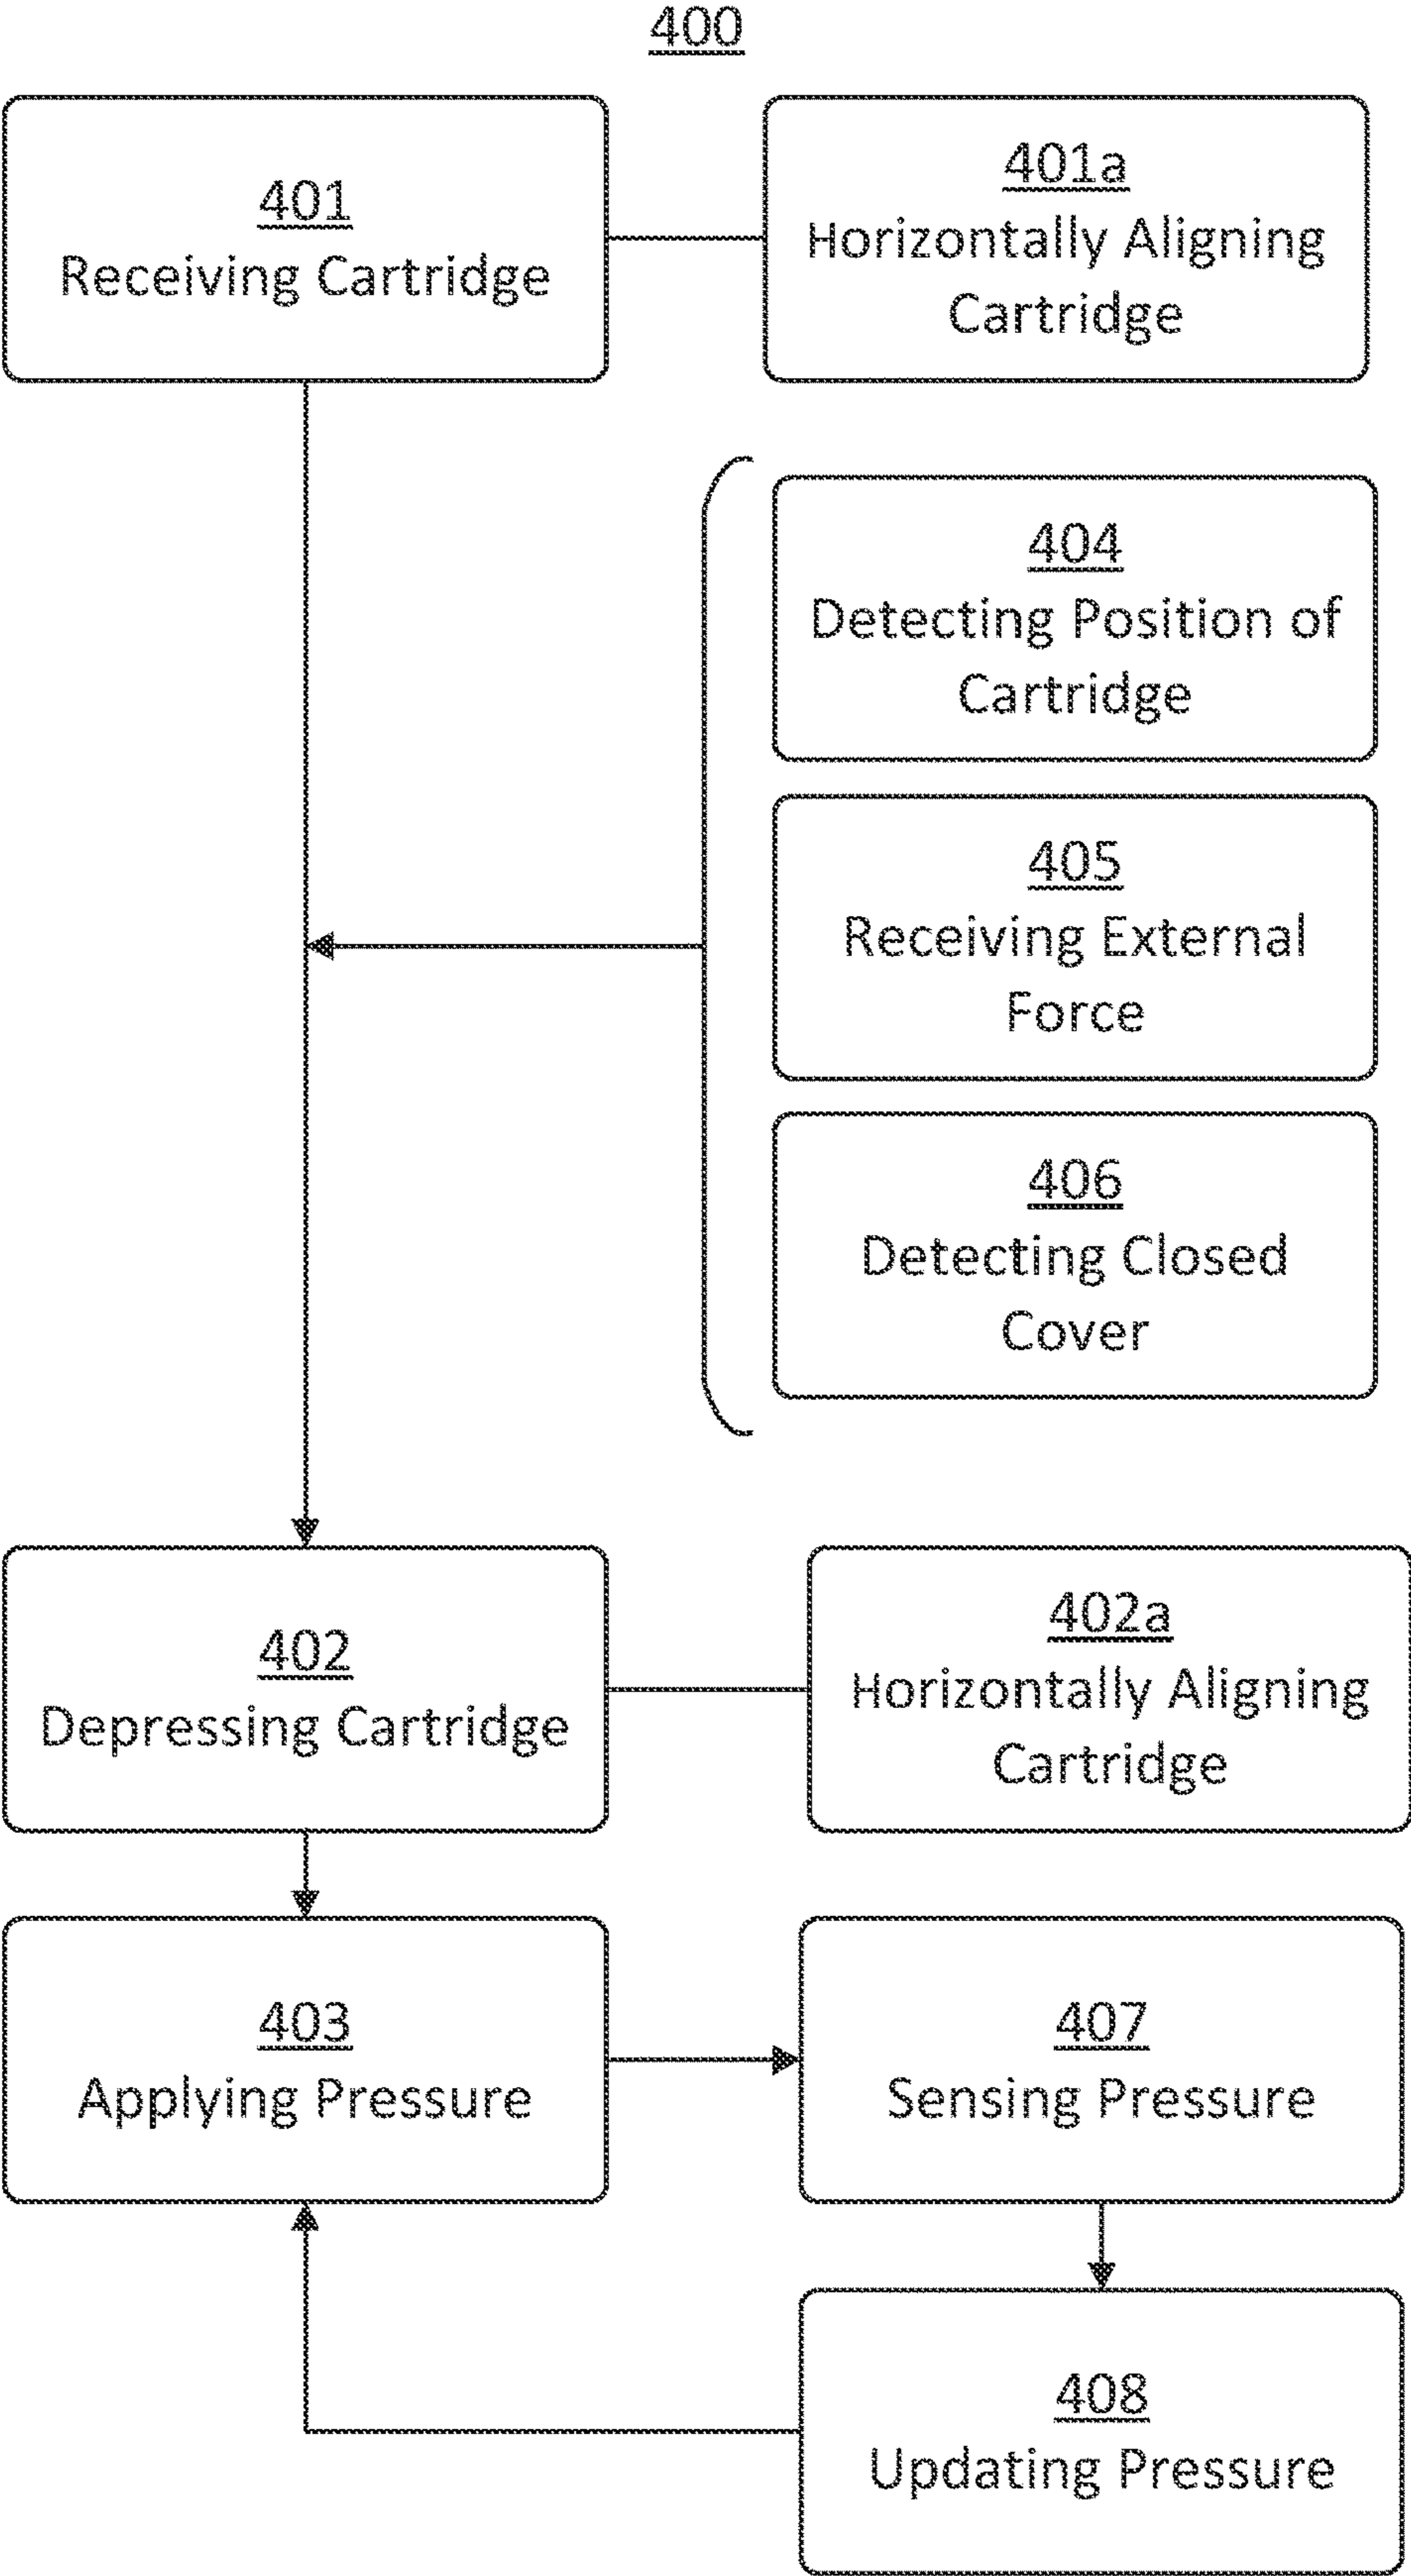 400
401
Receiving Cartridge
401a
Horizontally Aligning
Cartridge
404
Detecting Position of
Cartridge
405
Receiving External
Force
406
Detecting Closed
Cover
402
Depressing Cartridge
402a
Horizontally Aligning
Cartridge
403
Applying Pressure
407
Sensing Pressure
408
Updating Pressure